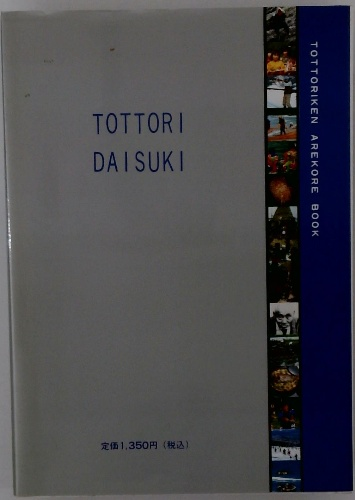 TOTTORI
DAISUKI
TOTTORIKEN AREKORE BOOK
定価1,350円（税込）